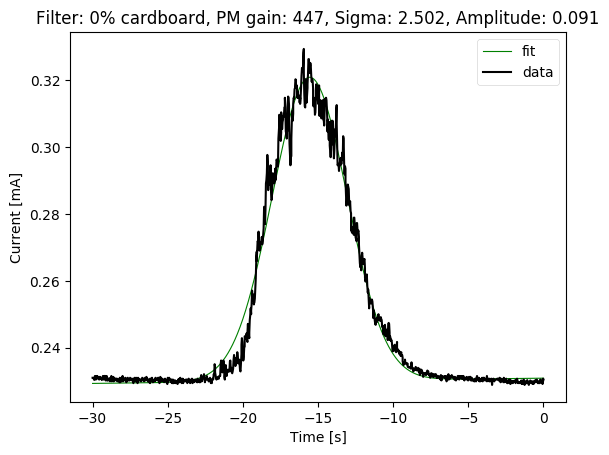 Filter: 0% cardboard, PM gain: 447, Sigma: 2.502, Amplitude: 0.091
fit
data
0.32
0.30
0.28
0.26
0.24
Current [mA]
−30 −25 −20 −15 −10 −5 0
Time [s]